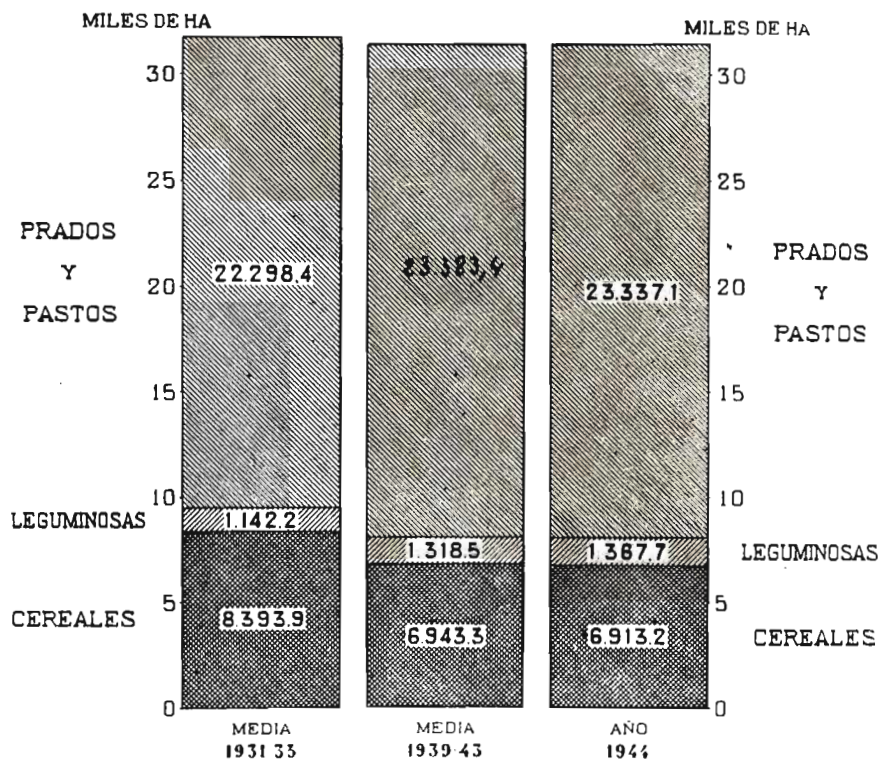 MILES DE HA
MILES DE HA
30
25
20
15
10
5
0
30
25
20
15
10
5
0
PRADOS
Y
PASTOS
LEGUMINOSAS
CEREALES
22.298,4
1.142.2
8.393.9
23.383,4
1.318.5
6.943.3
23.337.1
1.367.7
6.913.2
PRADOS
Y
PASTOS
LEGUMINOSAS
CEREALES
MEDIA
1931 33
MEDIA
1939-43
AÑO
1944